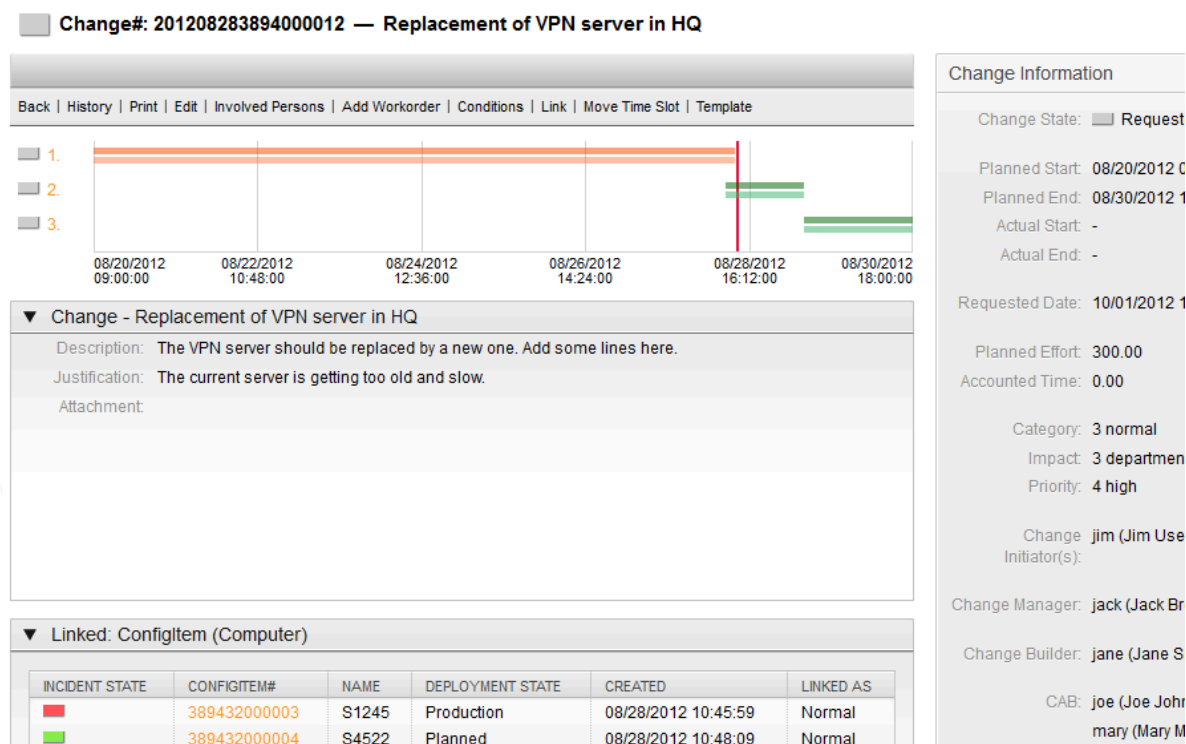 Change#: 201208283894000012 — Replacement of VPN server in HQ
Back | History | Print | Edit | Involved Persons | Add Workorder | Conditions | Link | Move Time Slot | Template
1.
2.
3.
08/20/2012 08/22/2012 08/24/2012 08/26/2012 08/28/2012 08/30/2012
09:00:00 10:48:00 12:36:00 14:24:00 16:12:00 18:00:00
▼ Change - Replacement of VPN server in HQ
Description: The VPN server should be replaced by a new one. Add some lines here.
Justification: The current server is getting too old and slow.
Attachment:
▼ Linked: ConfigItem (Computer)
INCIDENT STATE CONFIGITEM# NAME DEPLOYMENT STATE CREATED LINKED AS
389432000003 S1245 Production 08/28/2012 10:45:59 Normal
389432000004 S4522 Planned 08/28/2012 10:48:09 Normal
Change Information
Change State: Request
Planned Start: 08/20/2012 0
Planned End: 08/30/2012 1
Actual Start: -
Actual End: -
Requested Date: 10/01/2012 1
Planned Effort: 300.00
Accounted Time: 0.00
Category: 3 normal
Impact: 3 departmen
Priority: 4 high
Change jim (Jim Use
Initiator(s):
Change Manager: jack (Jack Br
Change Builder: jane (Jane S
CAB: joe (Joe John
mary (Mary M